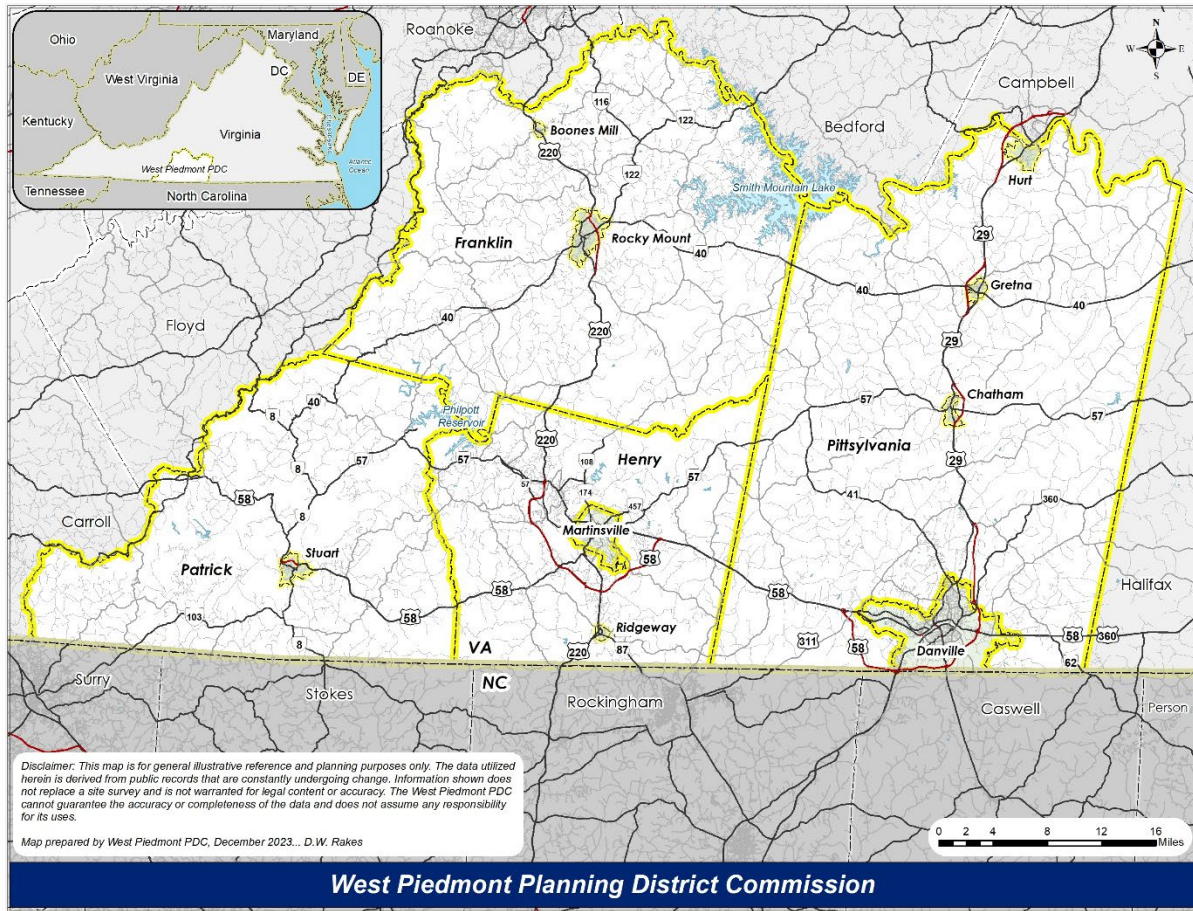 Ohio
Maryland
DC
DE
West Virginia
Kentucky
Virginia
West Piedmont PDC
Atlantic
Ocean
Tennessee
North Carolina
Roanoke
N
W
E
S
Campbell
116
122
Bedford
Boones Mill
220
122
Smith Mountain Lake
Hurt
Franklin
Rocky Mount
29
40
Gretna
40
40
40
220
29
Floyd
8
40
Philpott
Reservoir
Chatham
57
57
Pittsylvania
220
108
Henry
57
57
57
174
57
29
8
58
457
41
360
Carroll
8
Martinsville
58
Stuart
Patrick
58
58
58
Halifax
103
Ridgeway
311
58
58
360
8
VA
220
87
Danville
62
NC
Surry
Stokes
Rockingham
Caswell
Person
Disclaimer: This map is for general illustrative reference and planning purposes only. The data utilized
herein is derived from public records that are constantly undergoing change. Information shown does
not replace a site survey and is not warranted for legal content or accuracy. The West Piedmont PDC
cannot guarantee the accuracy or completeness of the data and does not assume any responsibility
for its uses.
Map prepared by West Piedmont PDC, December 2023... D.W. Rakes
0 2 4 8 12 16
Miles
West Piedmont Planning District Commission